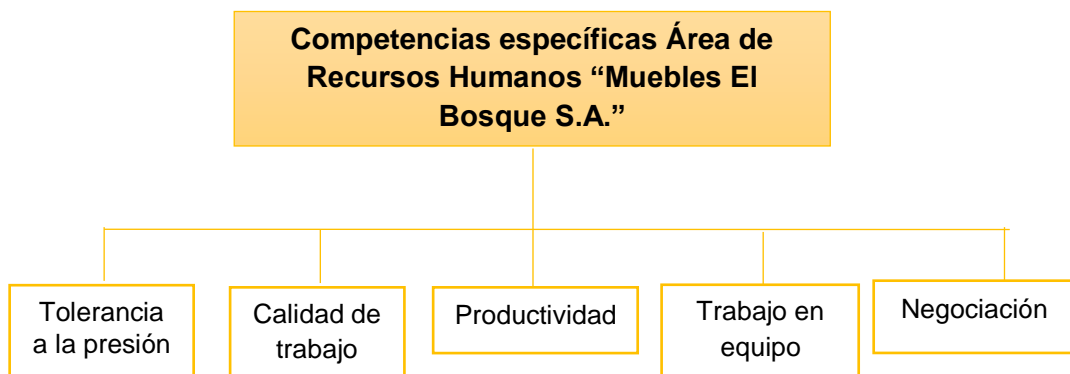 Competencias específicas Área de
Recursos Humanos “Muebles El
Bosque S.A.”
Tolerancia
a la presión
Calidad de
trabajo
Productividad
Trabajo en
equipo
Negociación